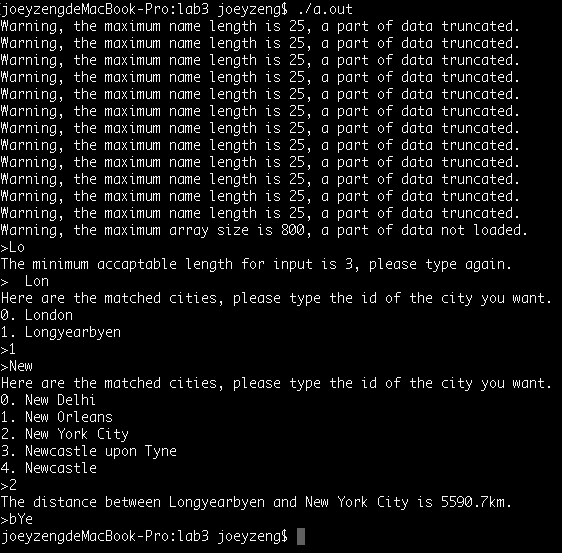 joeyzengdeMacBook-Pro:lab3 joeyzeng$ ./a.out
Warning, the maximum name length is 25, a part of data truncated.
Warning, the maximum name length is 25, a part of data truncated.
Warning, the maximum name length is 25, a part of data truncated.
Warning, the maximum name length is 25, a part of data truncated.
Warning, the maximum name length is 25, a part of data truncated.
Warning, the maximum name length is 25, a part of data truncated.
Warning, the maximum name length is 25, a part of data truncated.
Warning, the maximum name length is 25, a part of data truncated.
Warning, the maximum name length is 25, a part of data truncated.
Warning, the maximum name length is 25, a part of data truncated.
Warning, the maximum name length is 25, a part of data truncated.
Warning, the maximum name length is 25, a part of data truncated.
Warning, the maximum array size is 800, a part of data not loaded.
>Lo
The minimum accaptable length for input is 3, please type again.
>  Lon
Here are the matched cities, please type the id of the city you want.
0. London
1. Longyearbyen
>1
>New
Here are the matched cities, please type the id of the city you want.
0. New Delhi
1. New Orleans
2. New York City
3. Newcastle upon Tyne
4. Newcastle
>2
The distance between Longyearbyen and New York City is 5590.7km.
>bYe
joeyzengdeMacBook-Pro:lab3 joeyzeng$